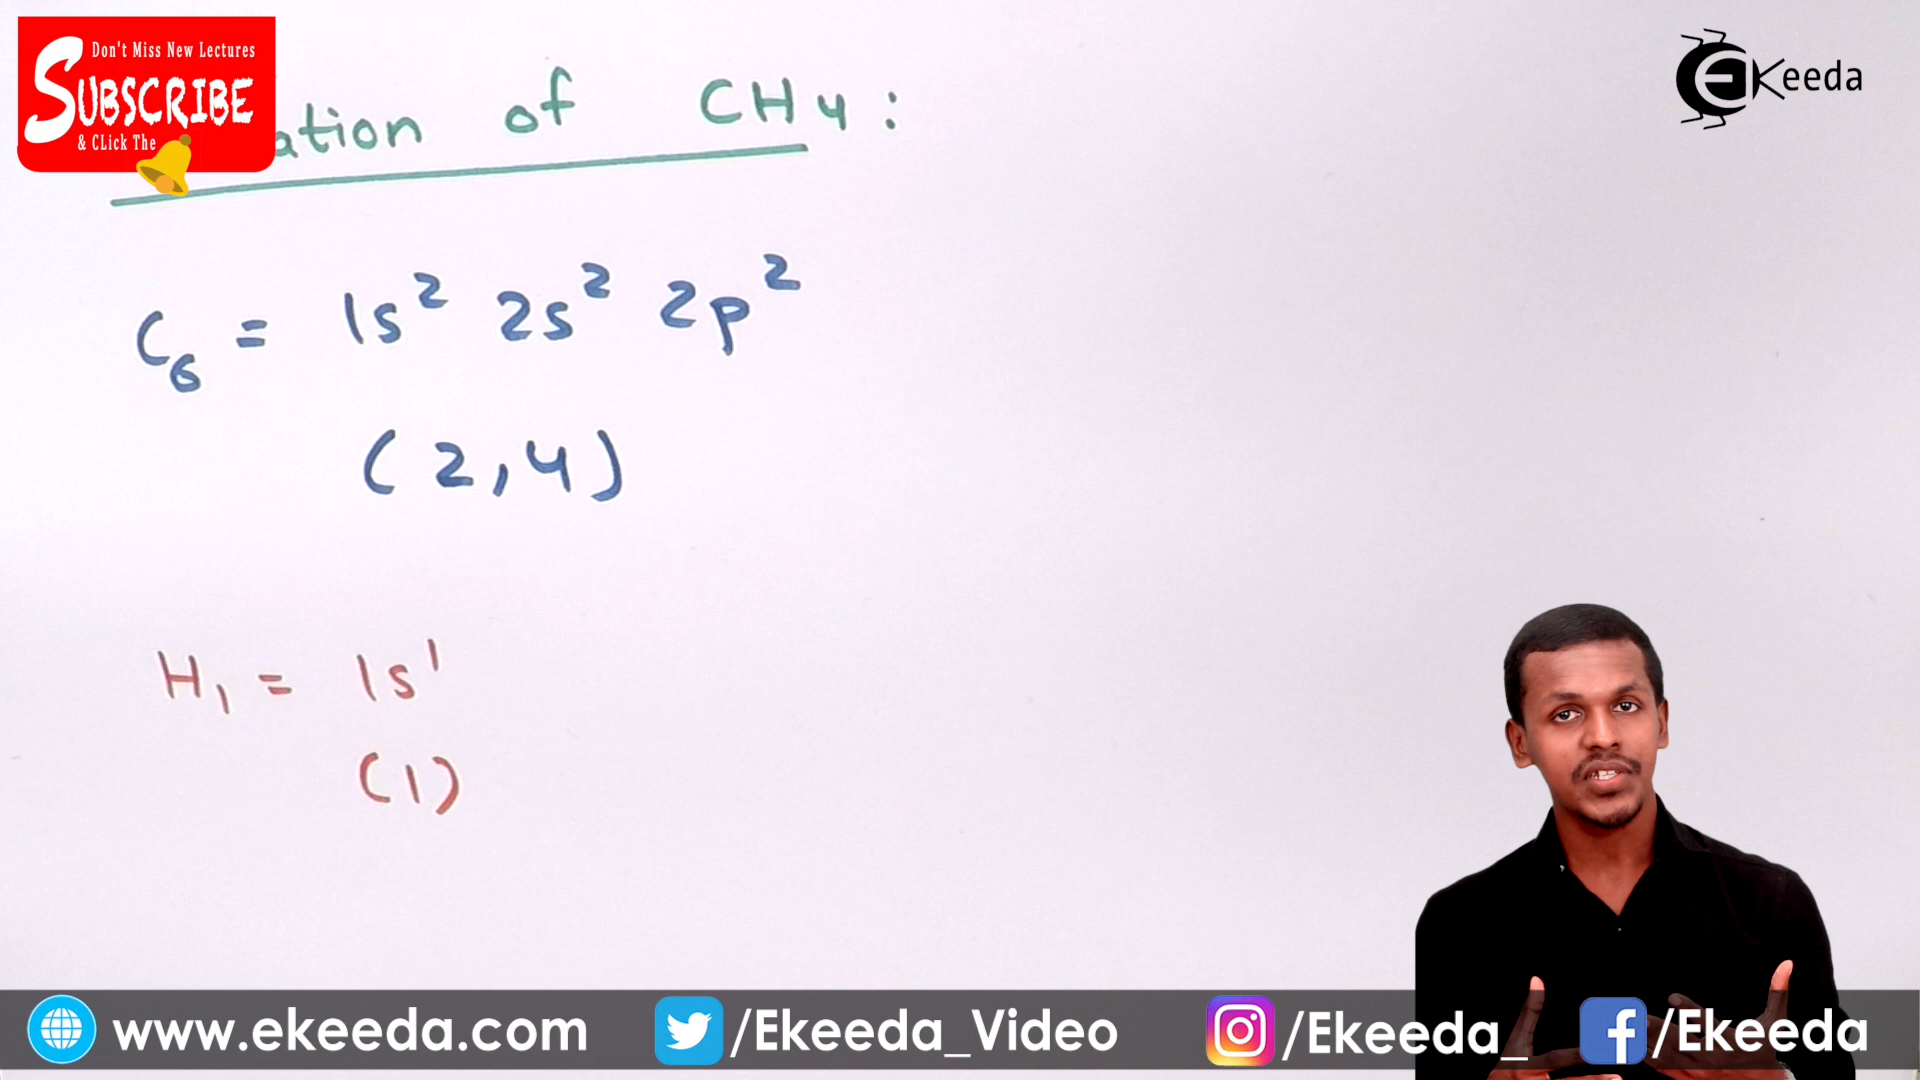 Don't Miss New Lectures
SUBSCRIBE
& CLick The
Keeda
ation of CH4:
C6 = 1s² 2s² 2p²
(2,4)
H1 = 1s¹
(1)
www.ekeeda.com
/Ekeeda_Video
/Ekeeda_
/Ekeeda